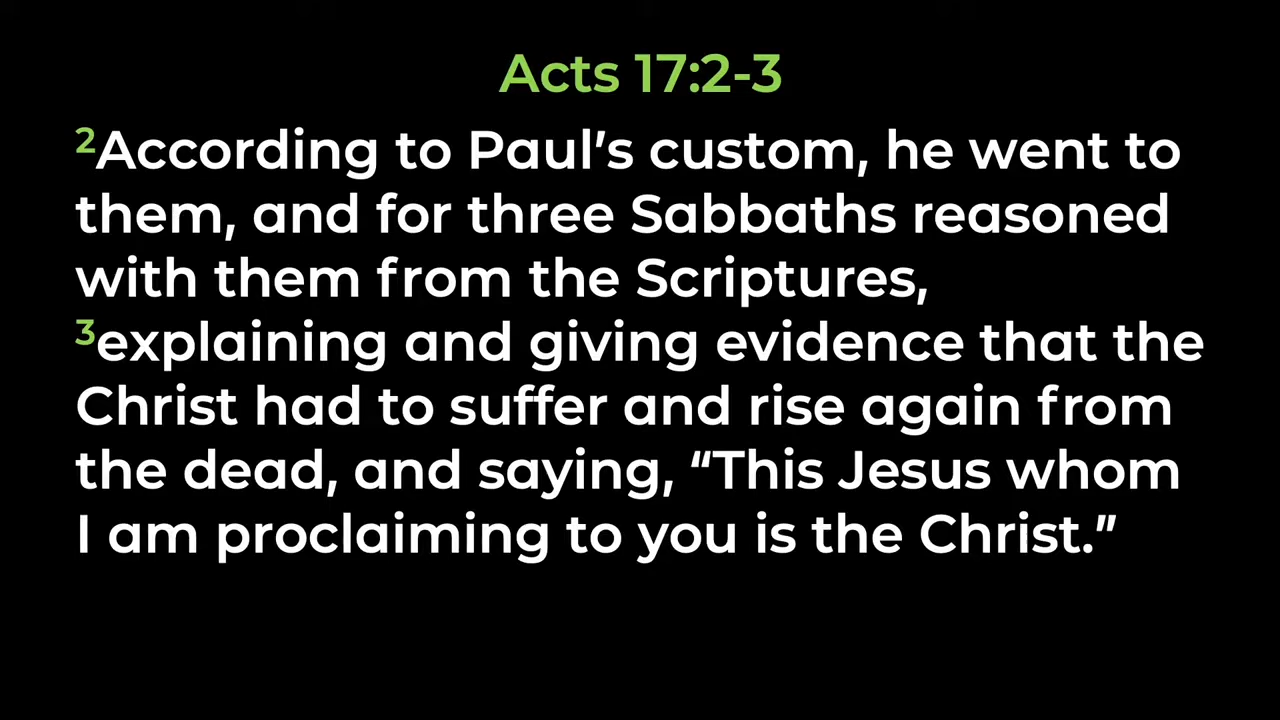 Acts 17:2-3
²According to Paul’s custom, he went to
them, and for three Sabbaths reasoned
with them from the Scriptures,
³explaining and giving evidence that the
Christ had to suffer and rise again from
the dead, and saying, “This Jesus whom
I am proclaiming to you is the Christ.”